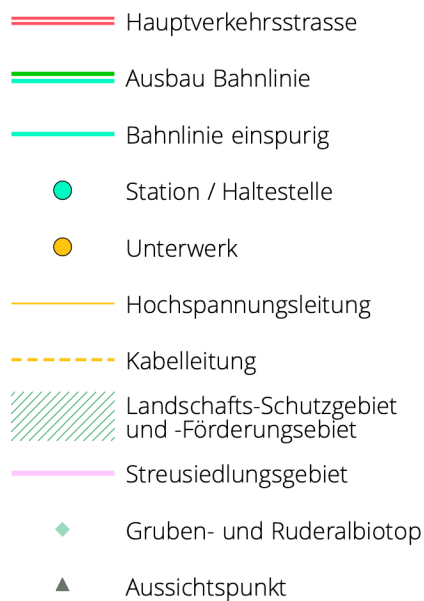 Hauptverkehrsstrasse
Ausbau Bahnlinie
Bahnlinie einspurig
Station / Haltestelle
Unterwerk
Hochspannungsleitung
Kabelleitung
Landschafts-Schutzgebiet
und -Förderungsebiet
Streusiedlungsgebiet
Gruben- und Ruderalbiotop
Aussichtspunkt